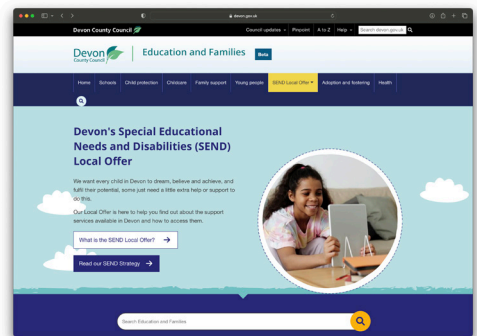 devon.gov.uk
Devon County Council
Council updates
Pinpoint
A to Z
Help
Search devon.gov.uk
Devon
County Council
Education and Families
Beta
Home
Schools
Child protection
Childcare
Family support
Young people
SEND Local Offer
Adoption and fostering
Health
Devon's Special Educational
Needs and Disabilities (SEND)
Local Offer
We want every child in Devon to dream, believe and achieve, and
fulfil their potential, some just need a little extra help or support to
do this.
Our Local Offer is here to help you find out about the support
services available in Devon and how to access them.
What is the SEND Local Offer?
Read our SEND Strategy
Search Education and Families